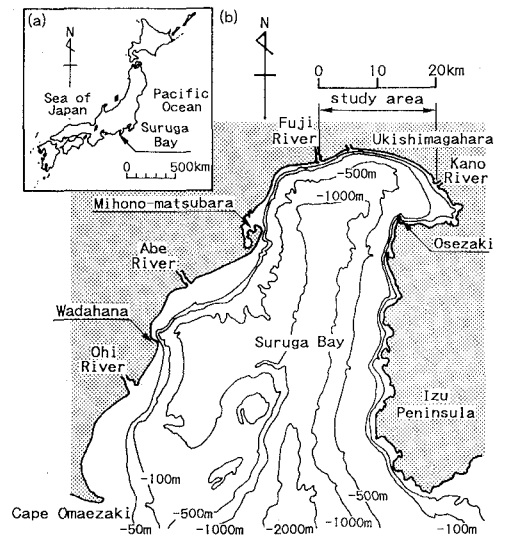 (a)
N
Sea of
Japan
Pacific
Ocean
Suruga
Bay
0 500km
(b)
N
0 10 20km
study area
Fuji
River
Ukishimagahara
Kano
River
-500m
-1000m
Mihono-matsubara
Osezaki
Abe
River
Wadahana
Suruga Bay
Ohi
River
Izu
Peninsula
-100m
-500m
Cape Omaezaki
-500m
-50m
-1000m
-2000m
-1000m
-100m